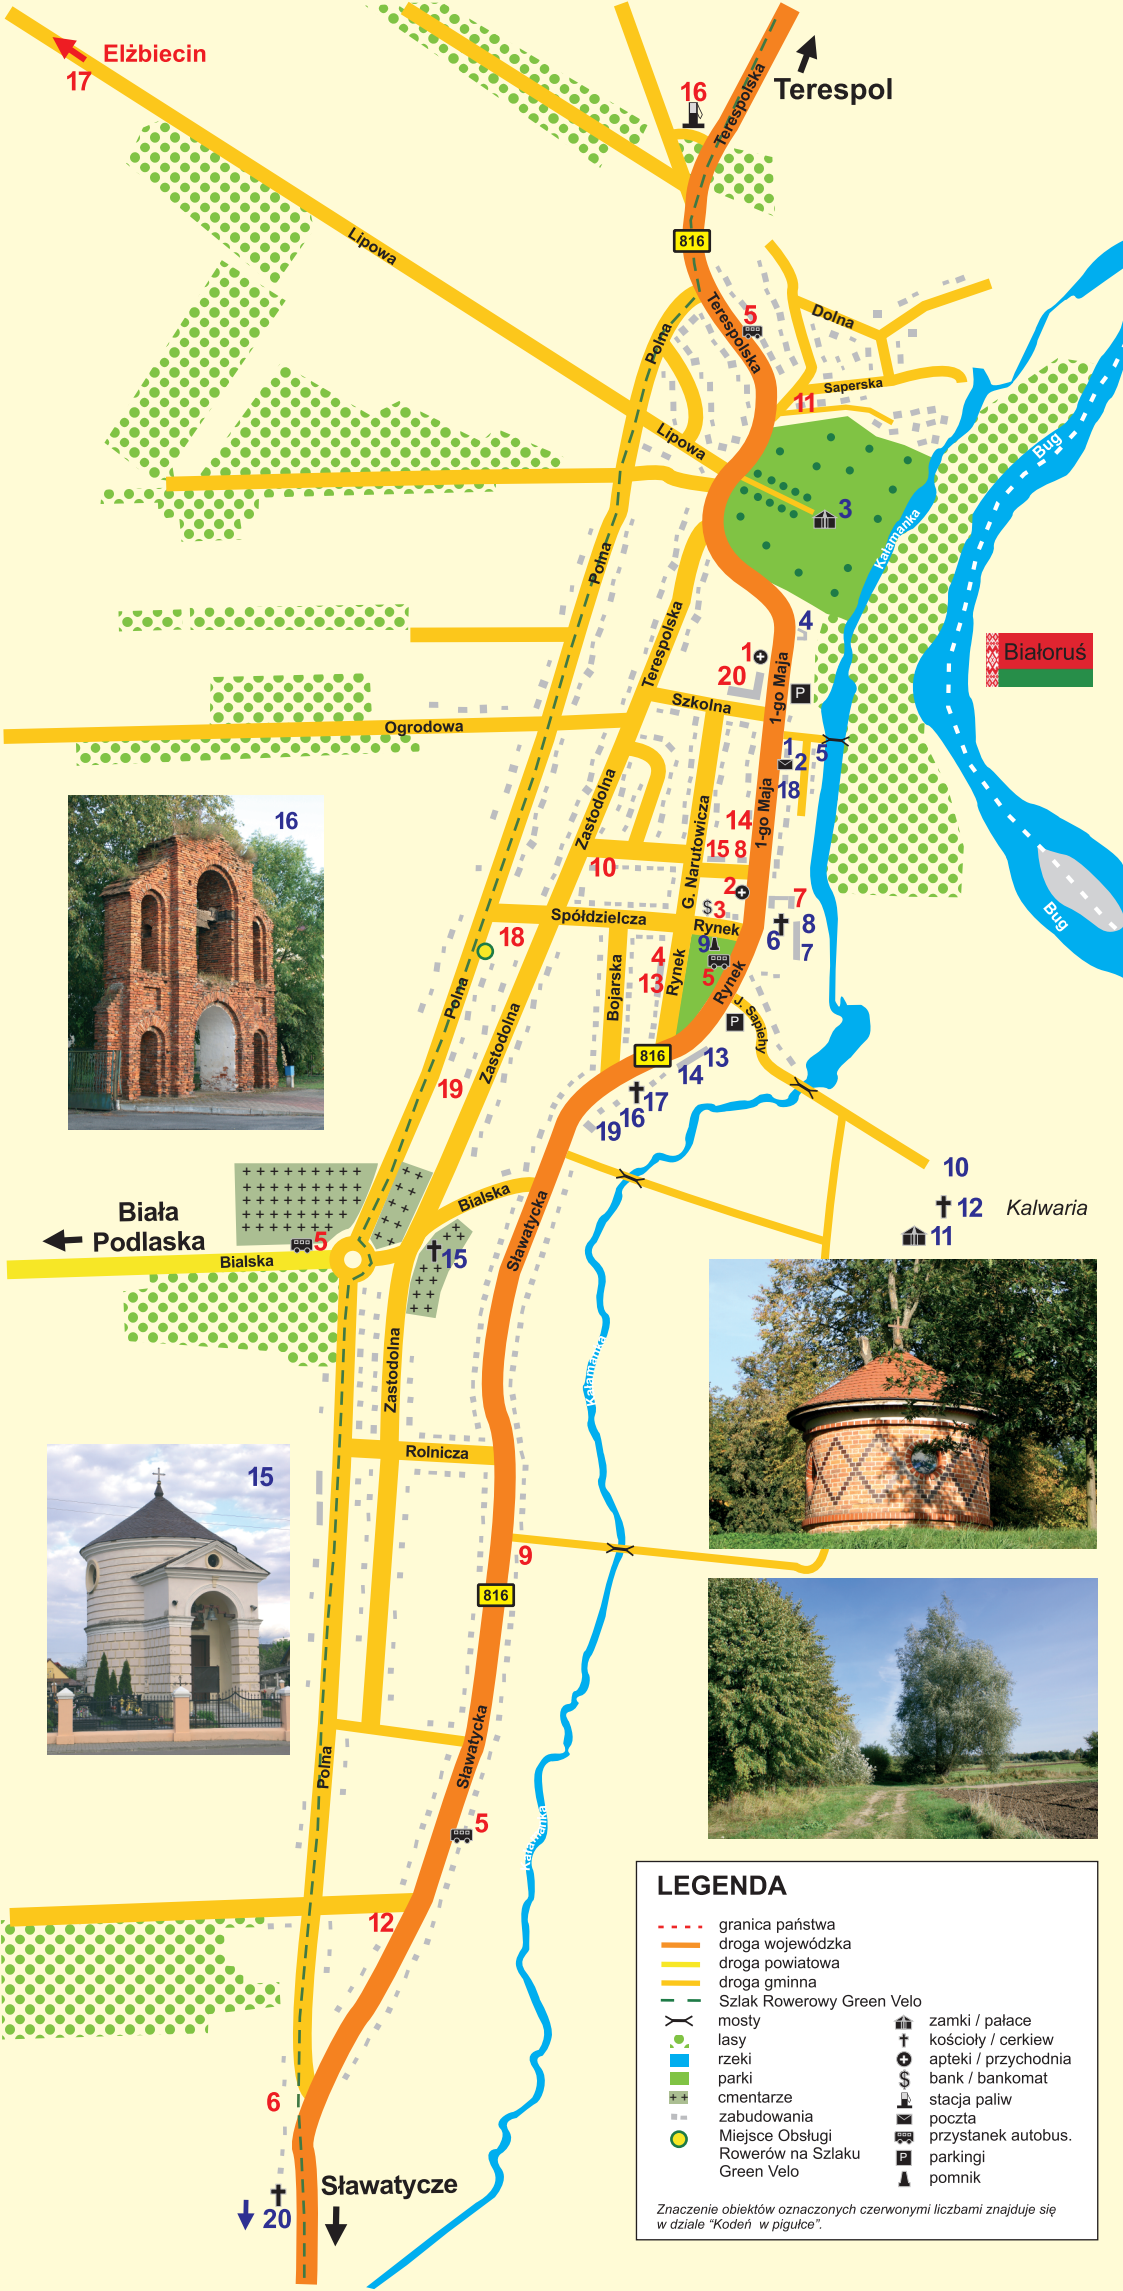 Elżbiecin
17
16
Terespol
Terespolska
816
Lipowa
Polna
Terespolska
5
Dolna
Saperska
11
Lipowa
Bug
3
Kałamanka
Polna
4
Terespolska
1
20
Białoruś
P
1-go Maja
Szkolna
Ogrodowa
1
2
5
18
Zastodolna
1-go Maja
G. Narutowicza
14
15
8
10
16
2
$
3
7
Spółdzielcza
Rynek
6
8
7
9
Bug
18
4
13
Rynek
5
Rynek
Bojarska
Polna
Zastodolna
J. Sapiehy
P
816
13
14
19
17
16
19
10
12
Kalwaria
11
Biała
Podlaska
5
Bialska
Bialska
15
Sławatycka
Kałamanka
Zastodolna
Rolnicza
15
9
816
Polna
Sławatycka
5
Kałamanka
12
6
Sławatycze
20
LEGENDA
granica państwa
droga wojewódzka
droga powiatowa
droga gminna
Szlak Rowerowy Green Velo
mosty
lasy
rzeki
parki
cmentarze
zabudowania
Miejsce Obsługi
Rowerów na Szlaku
Green Velo
zamki / pałace
kościoły / cerkiew
apteki / przychodnia
$ bank / bankomat
stacja paliw
poczta
przystanek autobus.
P parkingi
pomnik
Znaczenie obiektów oznaczonych czerwonymi liczbami znajduje się
w dziale “Kodeń w pigułce”.